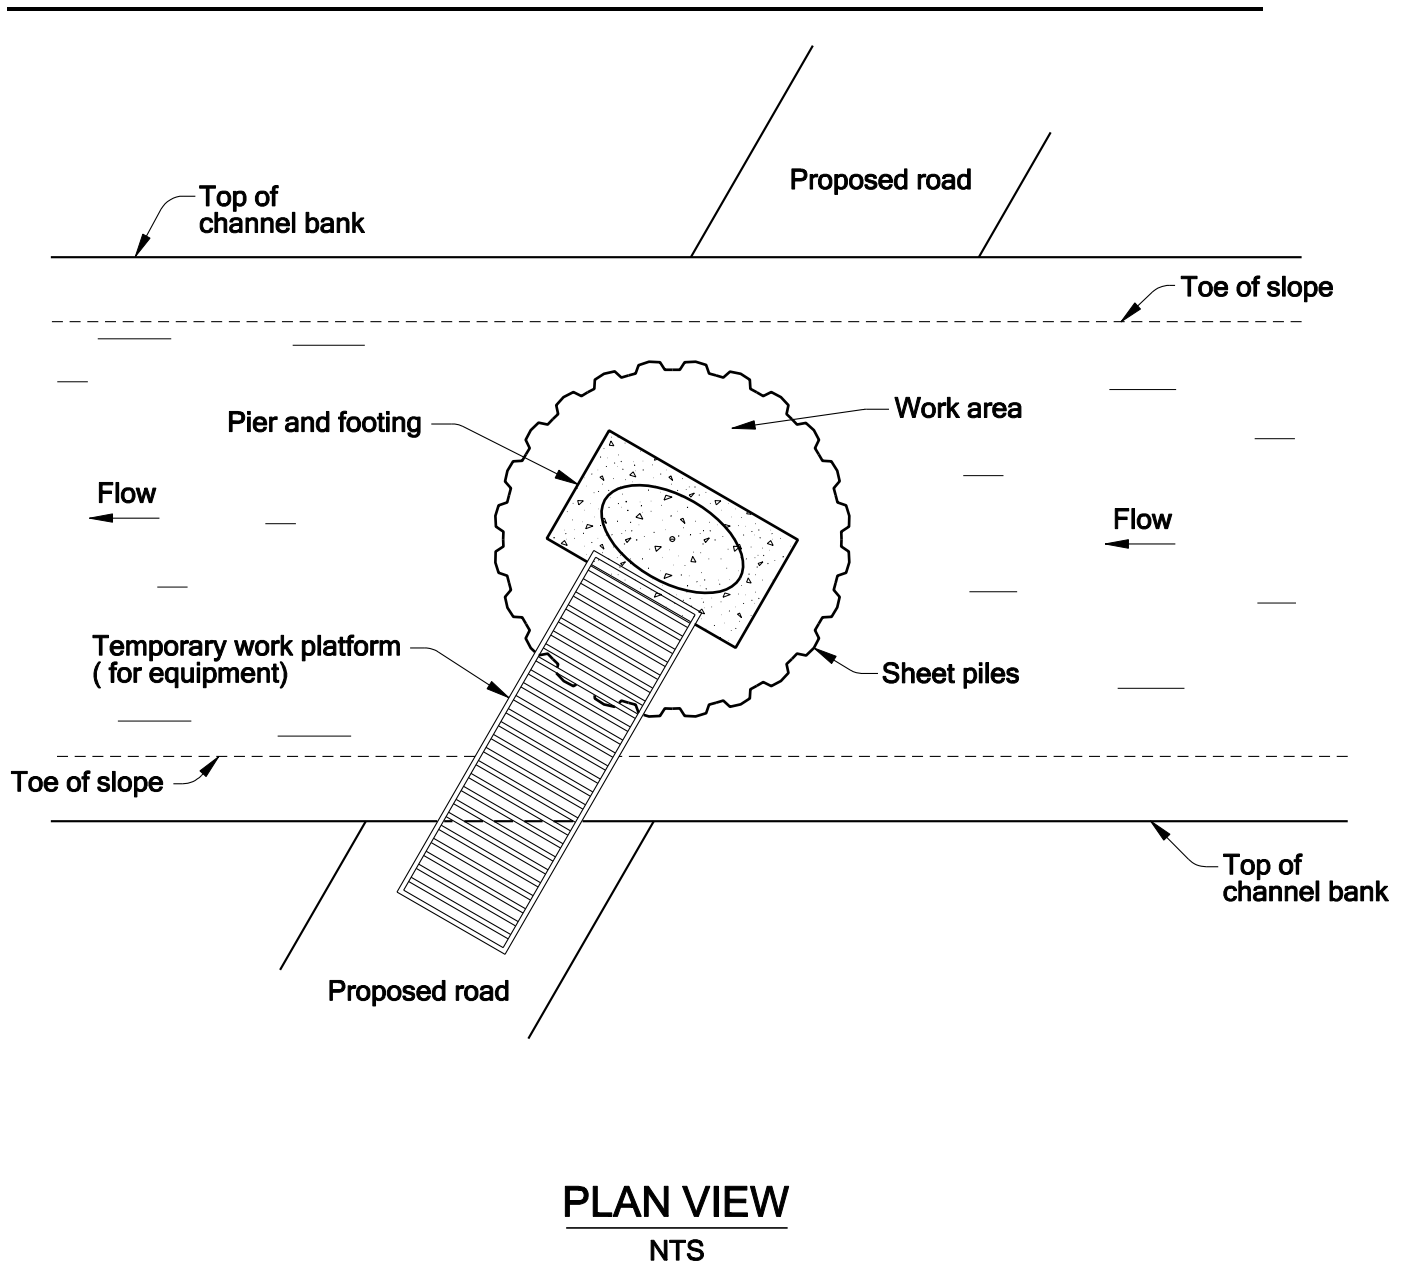 Proposed road
Top of
channel bank
Toe of slope
Work area
Pier and footing
Flow
Flow
Temporary work platform
( for equipment)
Sheet piles
Toe of slope
Top of
channel bank
Proposed road
PLAN VIEW
NTS